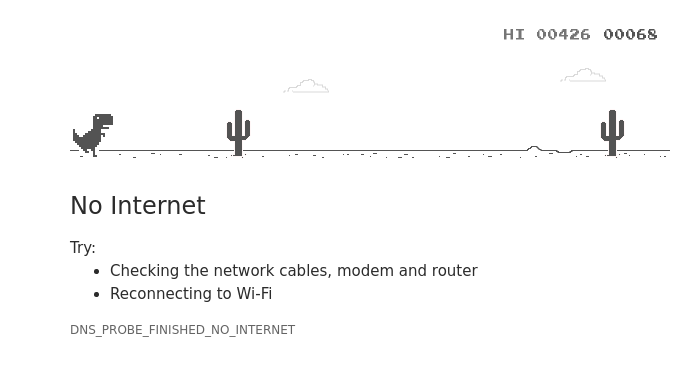 HI 00426 00068
No Internet
Try:
• Checking the network cables, modem and router
• Reconnecting to Wi-Fi
DNS_PROBE_FINISHED_NO_INTERNET